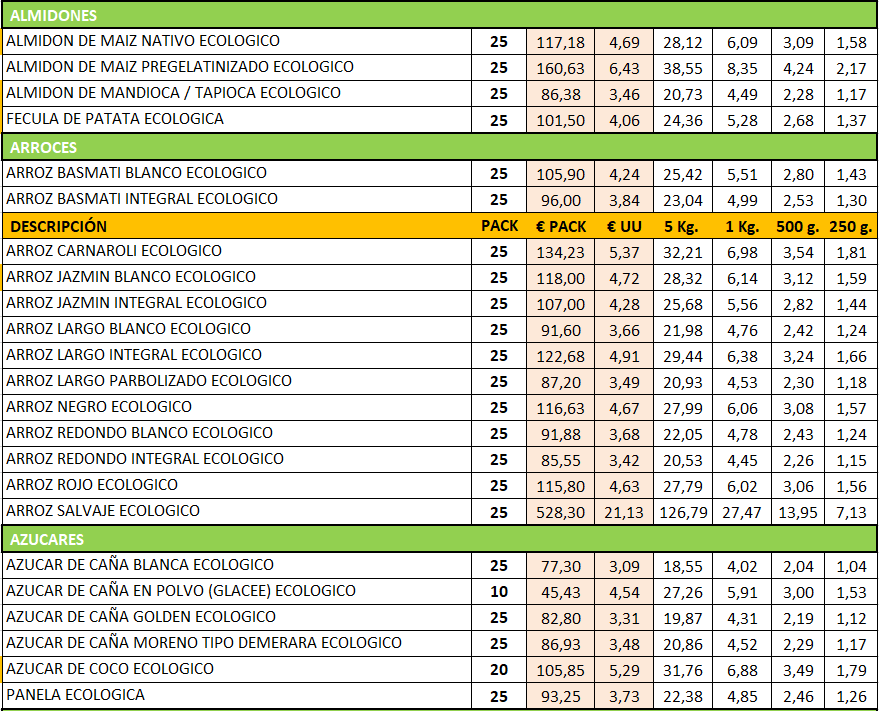 ALMIDONES
ALMIDON DE MAIZ NATIVO ECOLOGICO 25 117,18 4,69 28,12 6,09 3,09 1,58
ALMIDON DE MAIZ PREGELATINIZADO ECOLOGICO 25 160,63 6,43 38,55 8,35 4,24 2,17
ALMIDON DE MANDIOCA / TAPIOCA ECOLOGICO 25 86,38 3,46 20,73 4,49 2,28 1,17
FECULA DE PATATA ECOLOGICA 25 101,50 4,06 24,36 5,28 2,68 1,37
ARROCES
ARROZ BASMATI BLANCO ECOLOGICO 25 105,90 4,24 25,42 5,51 2,80 1,43
ARROZ BASMATI INTEGRAL ECOLOGICO 25 96,00 3,84 23,04 4,99 2,53 1,30
DESCRIPCIÓN PACK € PACK € UU 5 Kg. 1 Kg. 500 g. 250 g.
ARROZ CARNAROLI ECOLOGICO 25 134,23 5,37 32,21 6,98 3,54 1,81
ARROZ JAZMIN BLANCO ECOLOGICO 25 118,00 4,72 28,32 6,14 3,12 1,59
ARROZ JAZMIN INTEGRAL ECOLOGICO 25 107,00 4,28 25,68 5,56 2,82 1,44
ARROZ LARGO BLANCO ECOLOGICO 25 91,60 3,66 21,98 4,76 2,42 1,24
ARROZ LARGO INTEGRAL ECOLOGICO 25 122,68 4,91 29,44 6,38 3,24 1,66
ARROZ LARGO PARBOLIZADO ECOLOGICO 25 87,20 3,49 20,93 4,53 2,30 1,18
ARROZ NEGRO ECOLOGICO 25 116,63 4,67 27,99 6,06 3,08 1,57
ARROZ REDONDO BLANCO ECOLOGICO 25 91,88 3,68 22,05 4,78 2,43 1,24
ARROZ REDONDO INTEGRAL ECOLOGICO 25 85,55 3,42 20,53 4,45 2,26 1,15
ARROZ ROJO ECOLOGICO 25 115,80 4,63 27,79 6,02 3,06 1,56
ARROZ SALVAJE ECOLOGICO 25 528,30 21,13 126,79 27,47 13,95 7,13
AZUCARES
AZUCAR DE CAÑA BLANCA ECOLOGICO 25 77,30 3,09 18,55 4,02 2,04 1,04
AZUCAR DE CAÑA EN POLVO (GLACEE) ECOLOGICO 10 45,43 4,54 27,26 5,91 3,00 1,53
AZUCAR DE CAÑA GOLDEN ECOLOGICO 25 82,80 3,31 19,87 4,31 2,19 1,12
AZUCAR DE CAÑA MORENO TIPO DEMERARA ECOLOGICO 25 86,93 3,48 20,86 4,52 2,29 1,17
AZUCAR DE COCO ECOLOGICO 20 105,85 5,29 31,76 6,88 3,49 1,79
PANELA ECOLOGICA 25 93,25 3,73 22,38 4,85 2,46 1,26